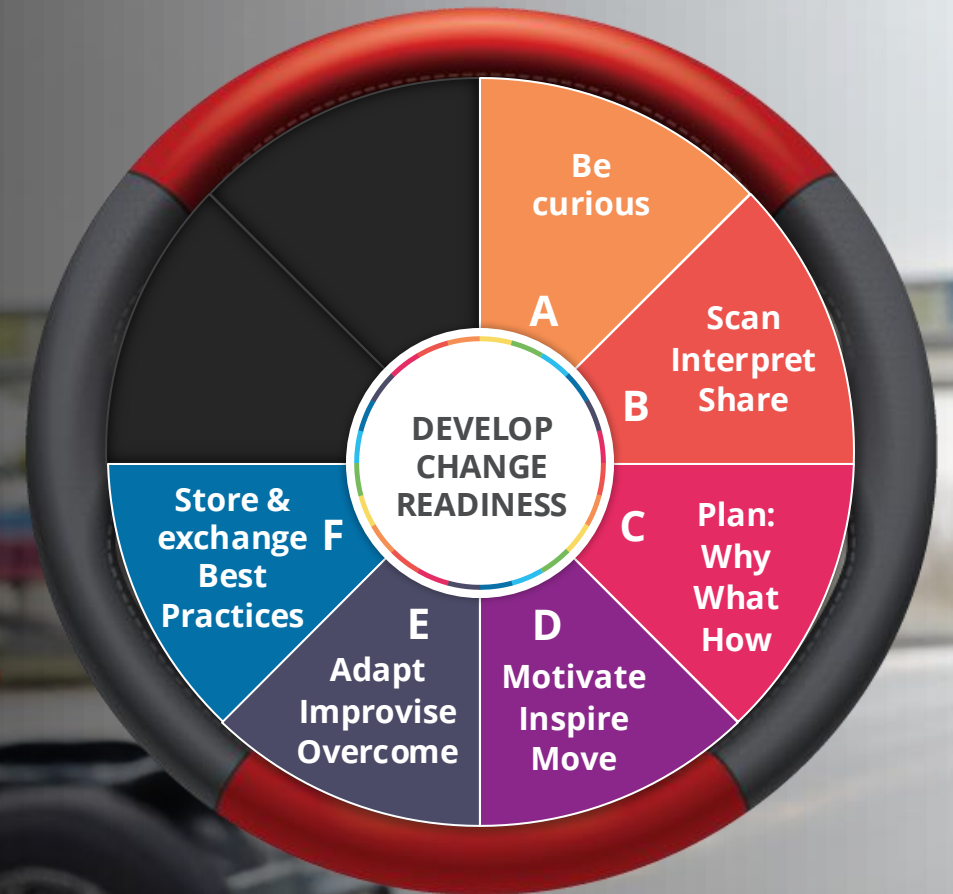 DEVELOP
CHANGE
READINESS
Be
curious
A
Scan
Interpret
Share
B
C
Plan:
Why
What
How
D
Motivate
Inspire
Move
E
Adapt
Improvise
Overcome
Store &
exchange
Best
Practices
F